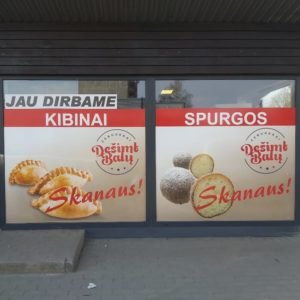 JAU DIRBAME
KIBINAI
Dešimt
Balų
Skanaus!
SPURGOS
Dešimt
Balų
Skanaus!